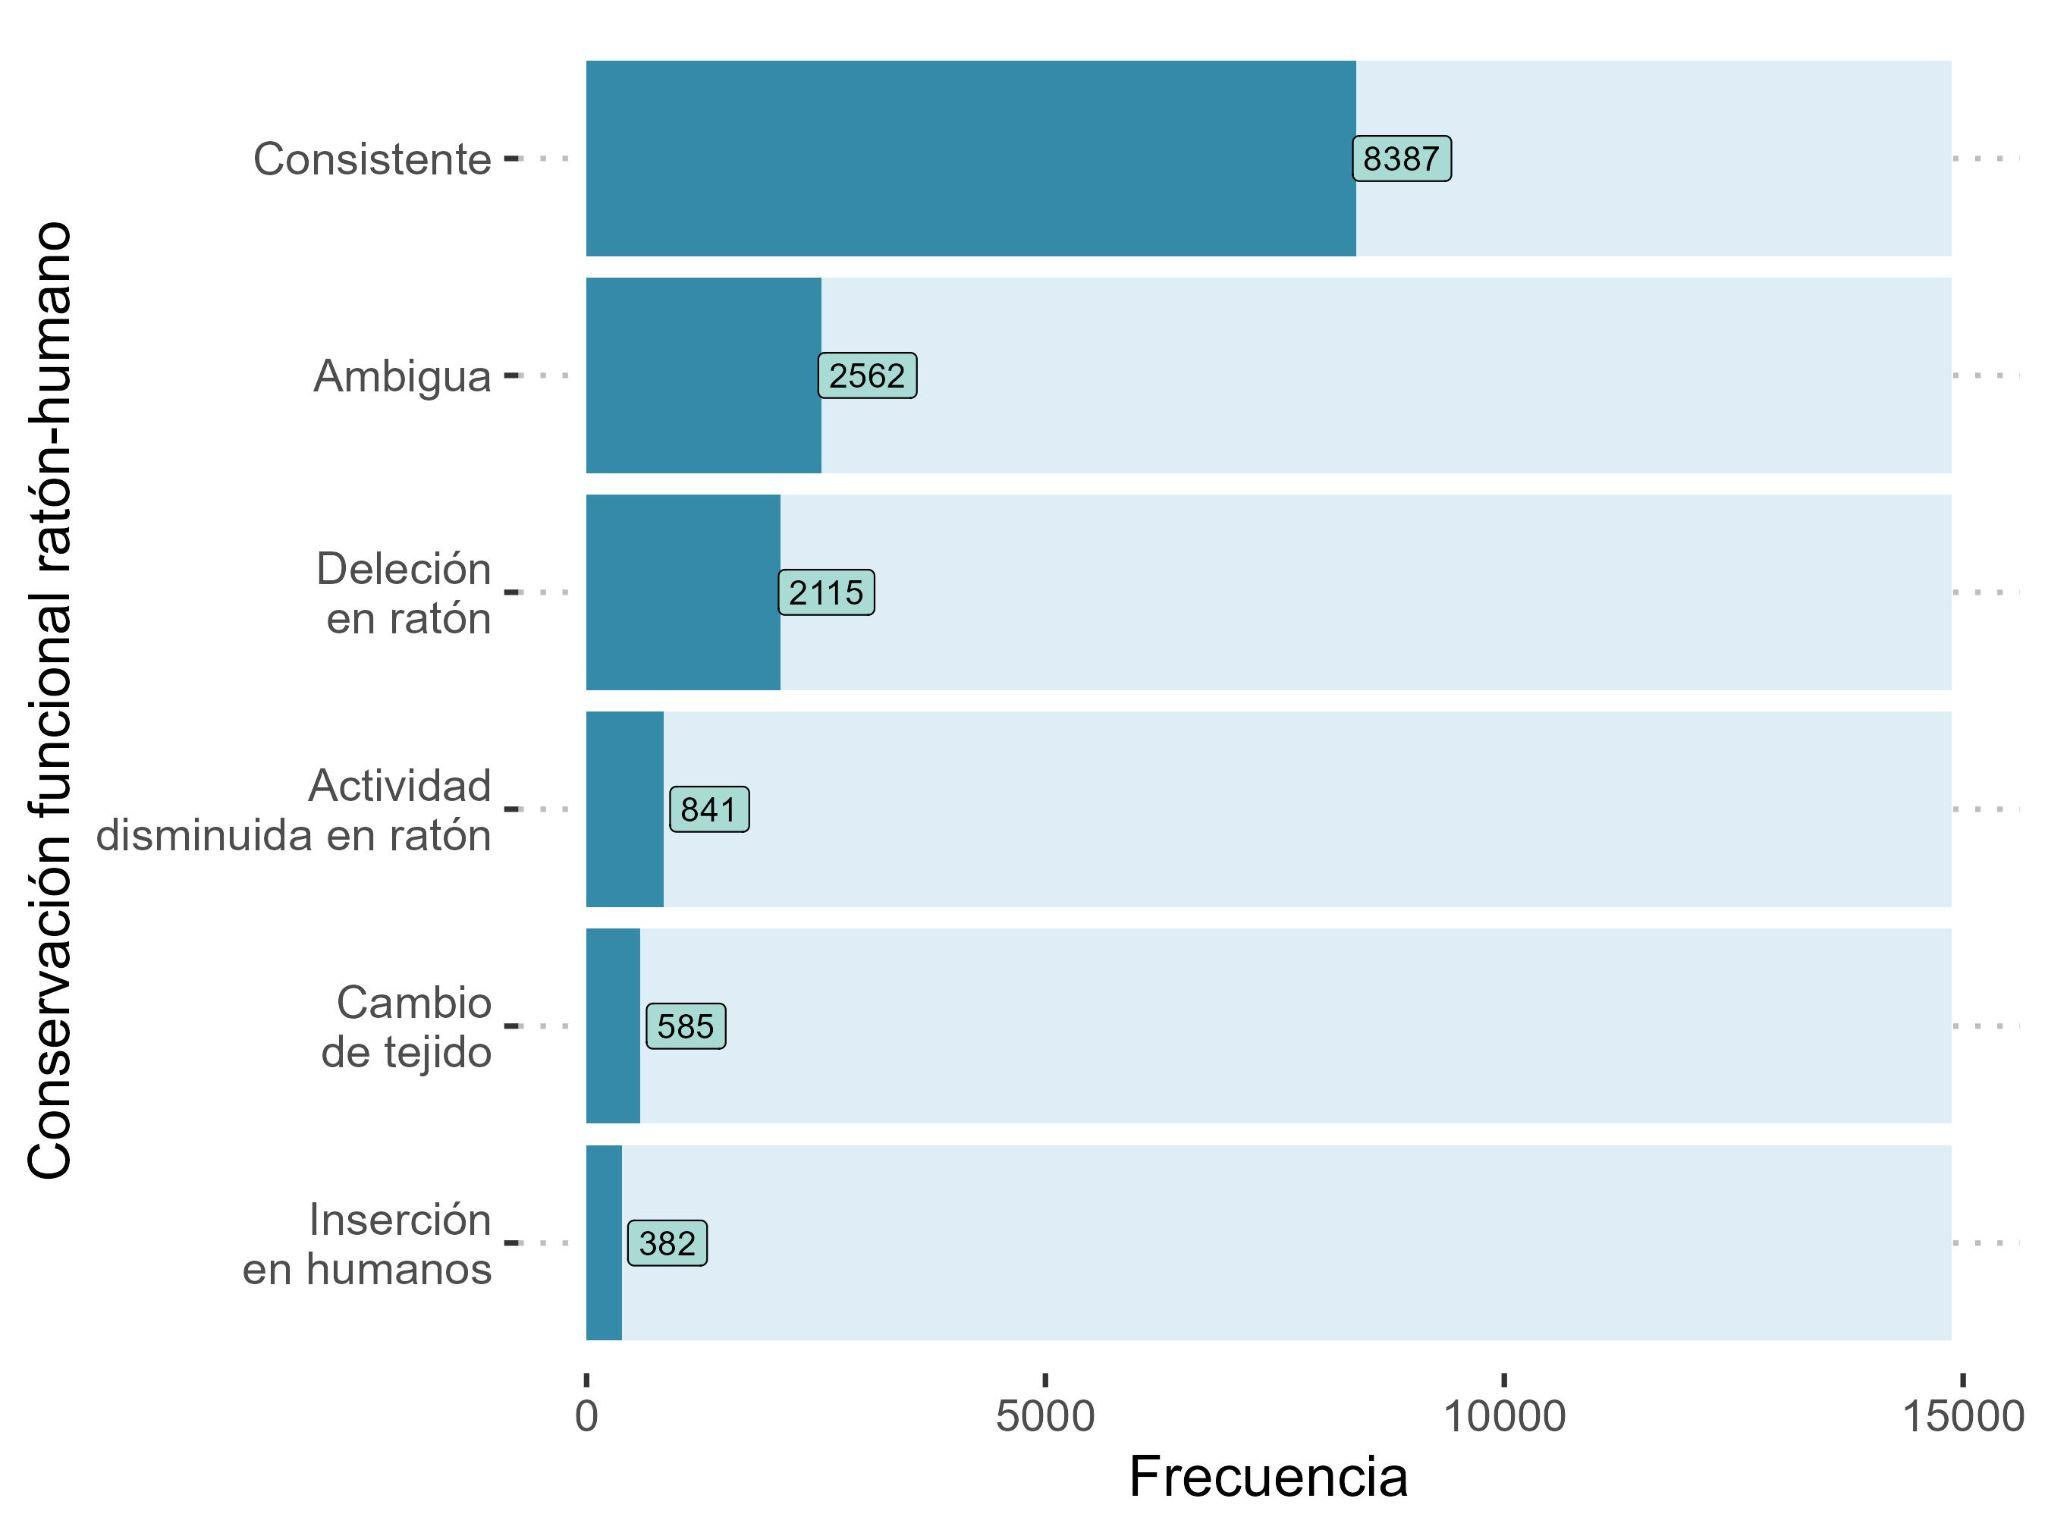 Conservación funcional ratón-humano
Consistente
8387
Ambigua
2562
Deleción
en ratón
2115
Actividad
disminuida en ratón
841
Cambio
de tejido
585
Inserción
en humanos
382
0 5000 10000 15000
Frecuencia